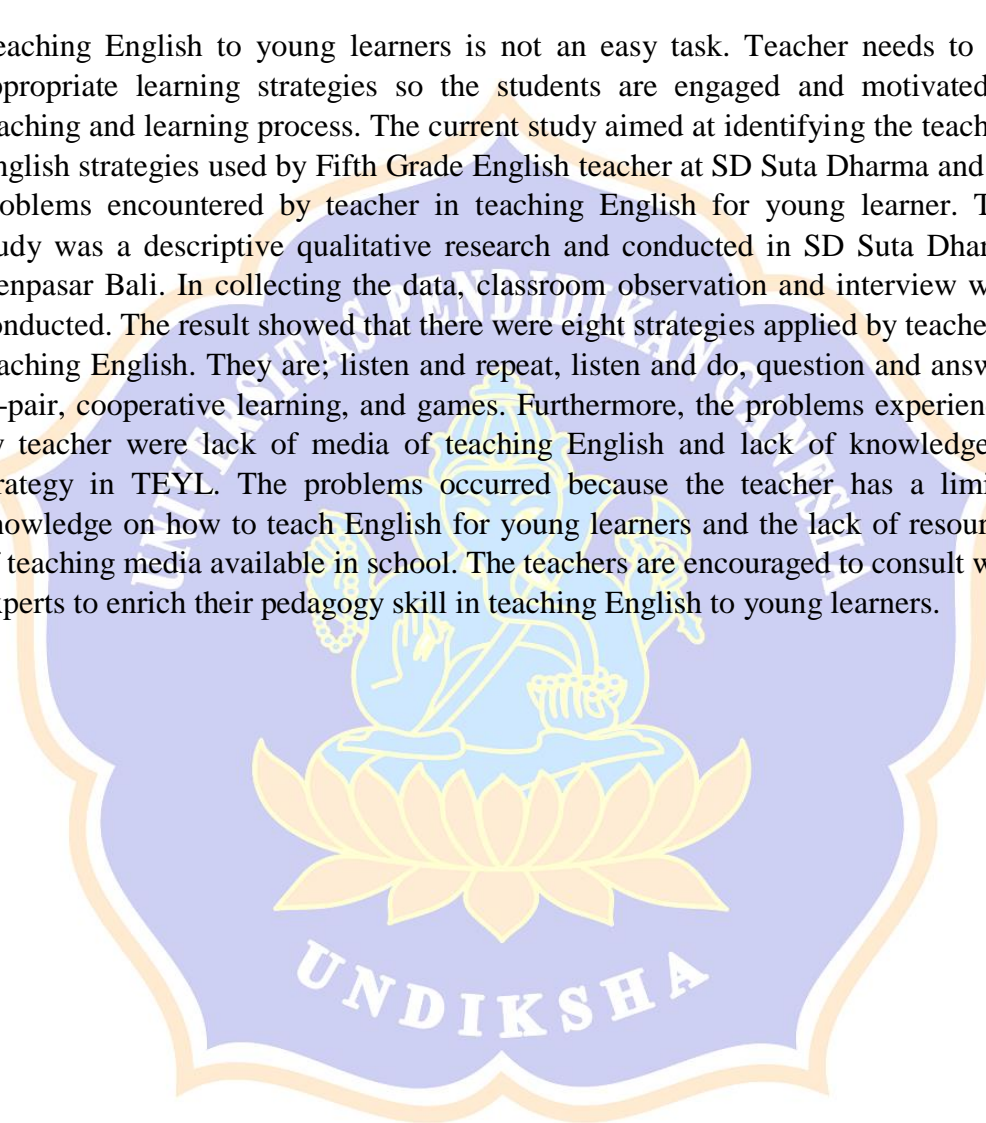 eaching English to young learners is not an easy task. Teacher needs to
ppropriate learning strategies so the students are engaged and motivated
aching and learning process. The current study aimed at identifying the teach
nglish strategies used by Fifth Grade English teacher at SD Suta Dharma and
oblems encountered by teacher in teaching English for young learner. T
udy was a descriptive qualitative research and conducted in SD Suta Dhar
enpasar Bali. In collecting the data, classroom observation and interview w
onducted. The result showed that there were eight strategies applied by teache
aching English. They are; listen and repeat, listen and do, question and answ
-pair, cooperative learning, and games. Furthermore, the problems experien
y teacher were lack of media of teaching English and lack of knowledge
rategy in TEYL. The problems occurred because the teacher has a limi
nowledge on how to teach English for young learners and the lack of resour
f teaching media available in school. The teachers are encouraged to consult w
xperts to enrich their pedagogy skill in teaching English to young learners.
UNIVERSITAS PENDIDIKAN GANESHA
UNDIKSHA